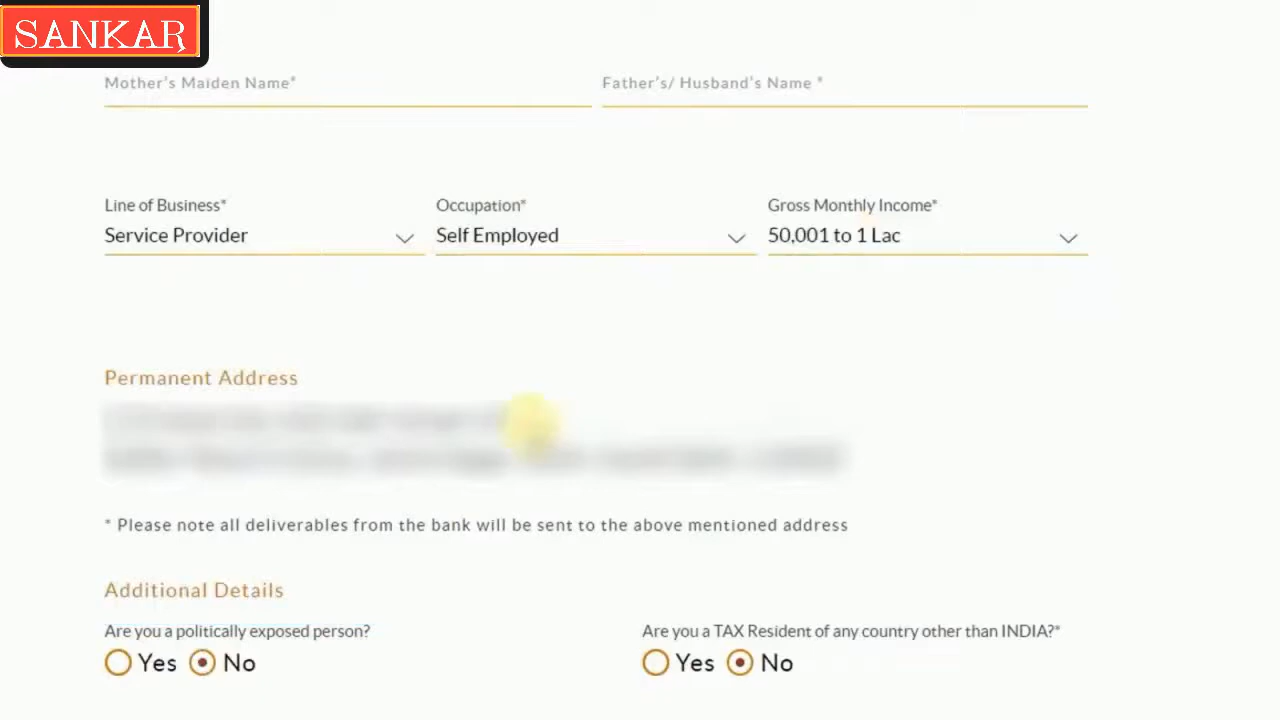 SANKAR
Mother's Maiden Name* Father's/ Husband's Name *
Line of Business* Occupation* Gross Monthly Income*
Service Provider Self Employed 50,001 to 1 Lac
Permanent Address
* Please note all deliverables from the bank will be sent to the above mentioned address
Additional Details
Are you a politically exposed person? Are you a TAX Resident of any country other than INDIA?*
Yes No Yes No